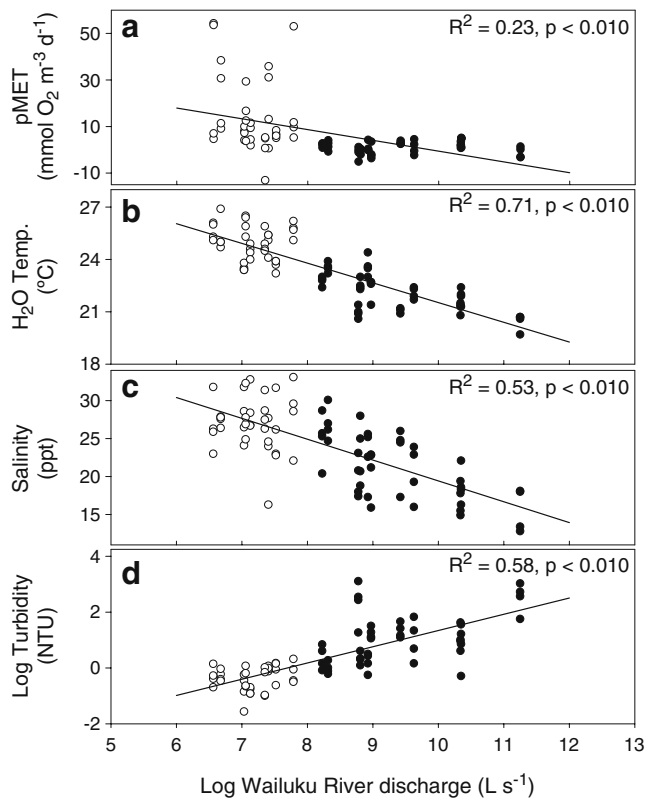 a
R² = 0.23, p < 0.010
pMET
(mmol O₂ m⁻³ d⁻¹)
50
30
10
-10
b
R² = 0.71, p < 0.010
H₂O Temp.
(°C)
27
24
21
18
c
R² = 0.53, p < 0.010
Salinity
(ppt)
30
25
20
15
d
R² = 0.58, p < 0.010
Log Turbidity
(NTU)
4
2
0
-2
5 6 7 8 9 10 11 12 13
Log Wailuku River discharge (L s⁻¹)